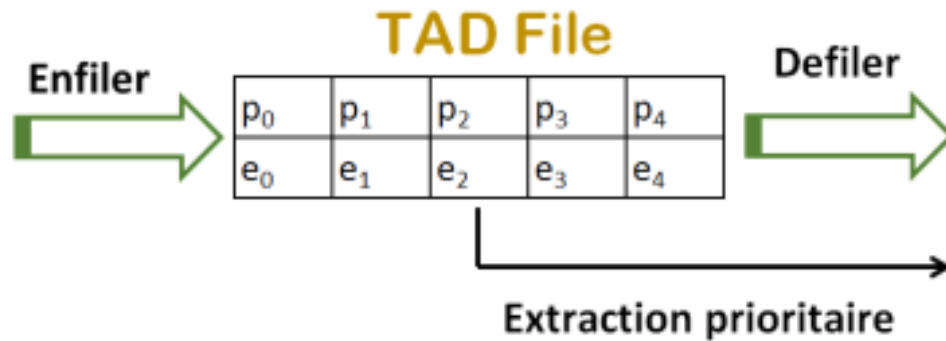 TAD File
Enfiler
Defiler
p₀ p₁ p₂ p₃ p₄
e₀ e₁ e₂ e₃ e₄
Extraction prioritaire